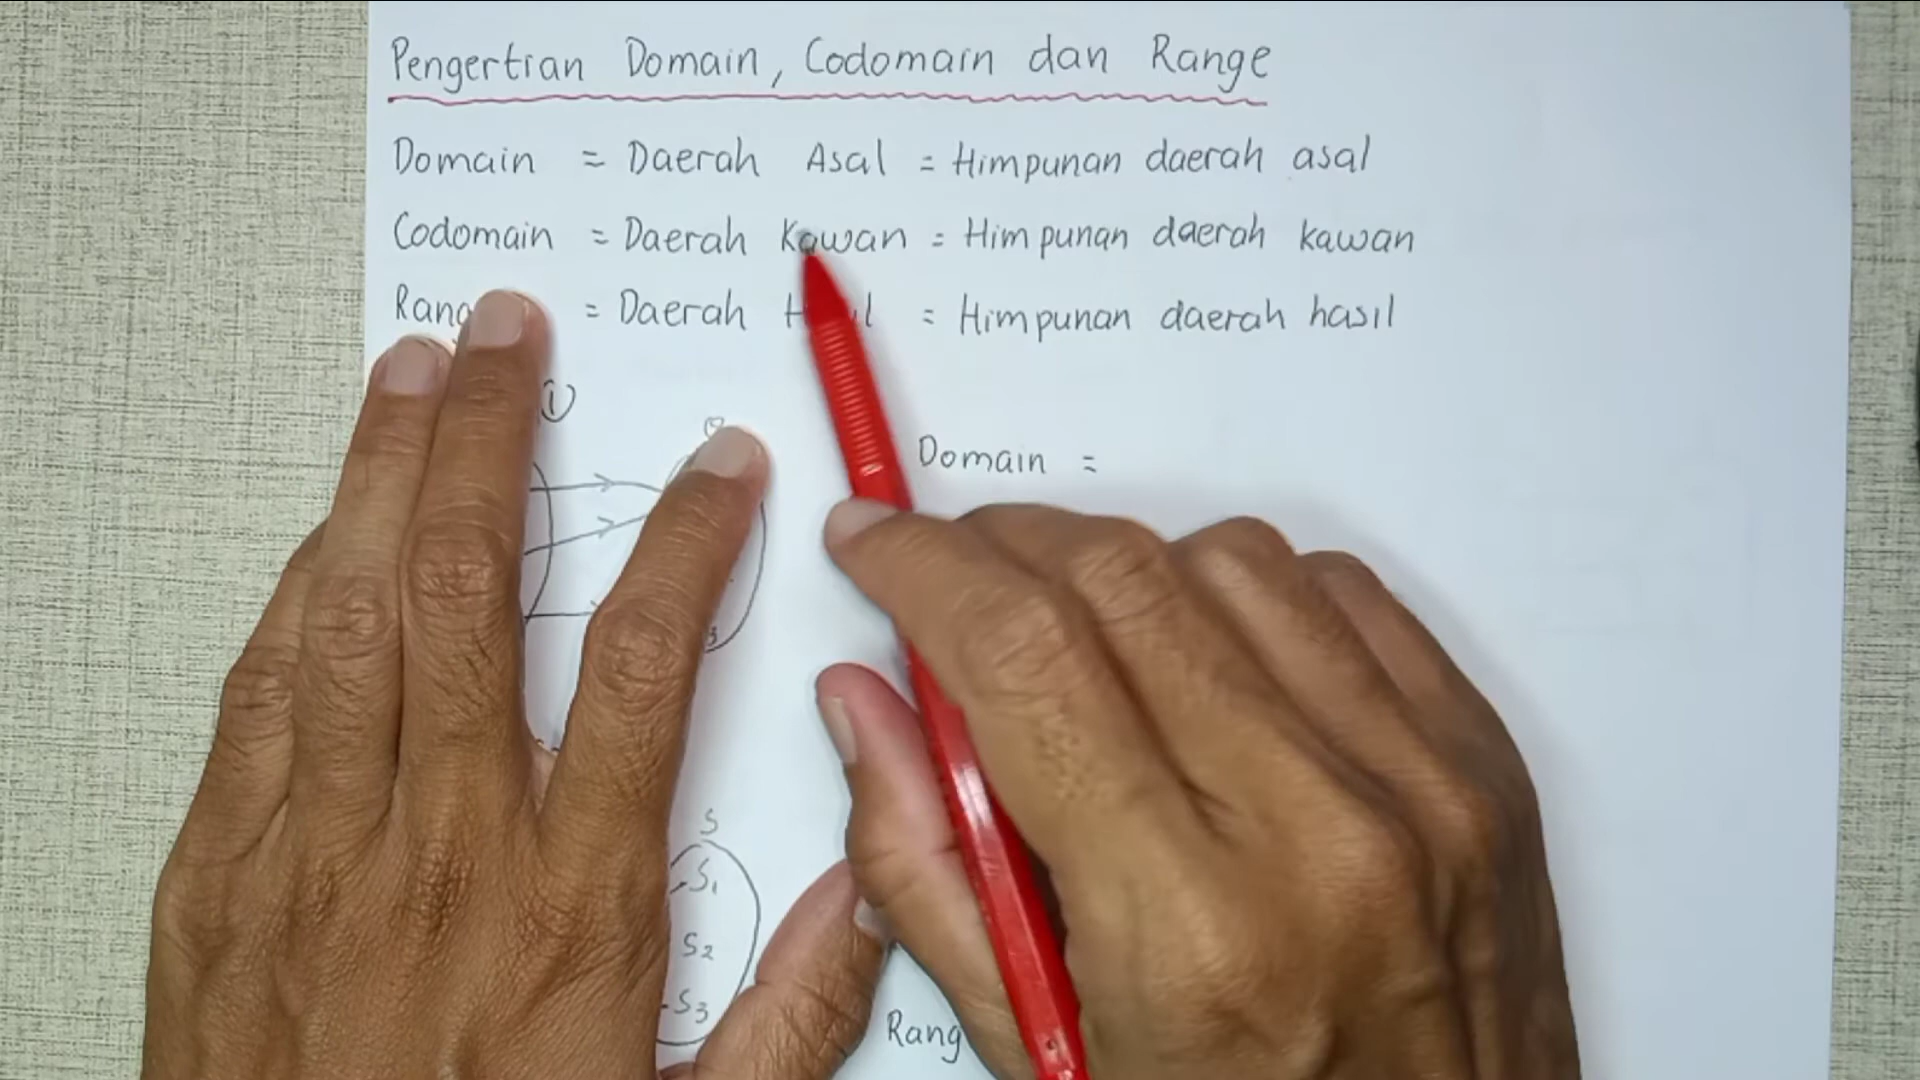 Pengertian Domain, Codomain dan Range
Domain = Daerah Asal = Himpunan daerah asal
Codomain = Daerah Kawan = Himpunan daerah kawan
= Daerah = Himpunan daerah hasil
①
Domain =
S
S₁
S₂
S₃